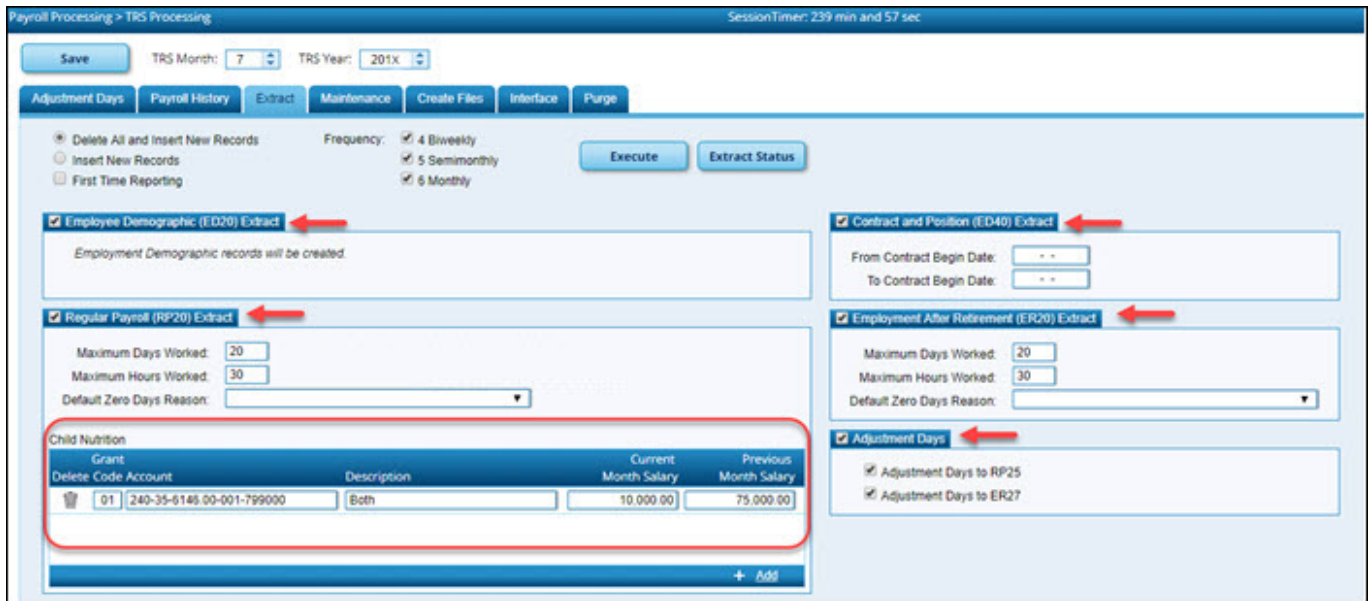 Payroll Processing > TRS Processing SessionTimer: 239 min and 57 sec
Save TRS Month: 7 TRS Year: 201X
Adjustment Days Payroll History Extract Maintenance Create Files Interface Purge
Delete All and Insert New Records Frequency: 4 Biweekly
Insert New Records 5 Semimonthly Execute Extract Status
First Time Reporting 6 Monthly
Employee Demographic (ED20) Extract
Employment Demographic records will be created.
Contract and Position (ED40) Extract
From Contract Begin Date: - -
To Contract Begin Date: - -
Regular Payroll (RP20) Extract
Maximum Days Worked: 20
Maximum Hours Worked: 30
Default Zero Days Reason:
Employment After Retirement (ER20) Extract
Maximum Days Worked: 20
Maximum Hours Worked: 30
Default Zero Days Reason:
Child Nutrition
Grant Current Previous
Delete Code Account Description Month Salary Month Salary
01 240-35-6146.00-001-799000 Both 10,000.00 75,000.00
+ Add
Adjustment Days
Adjustment Days to RP25
Adjustment Days to ER27